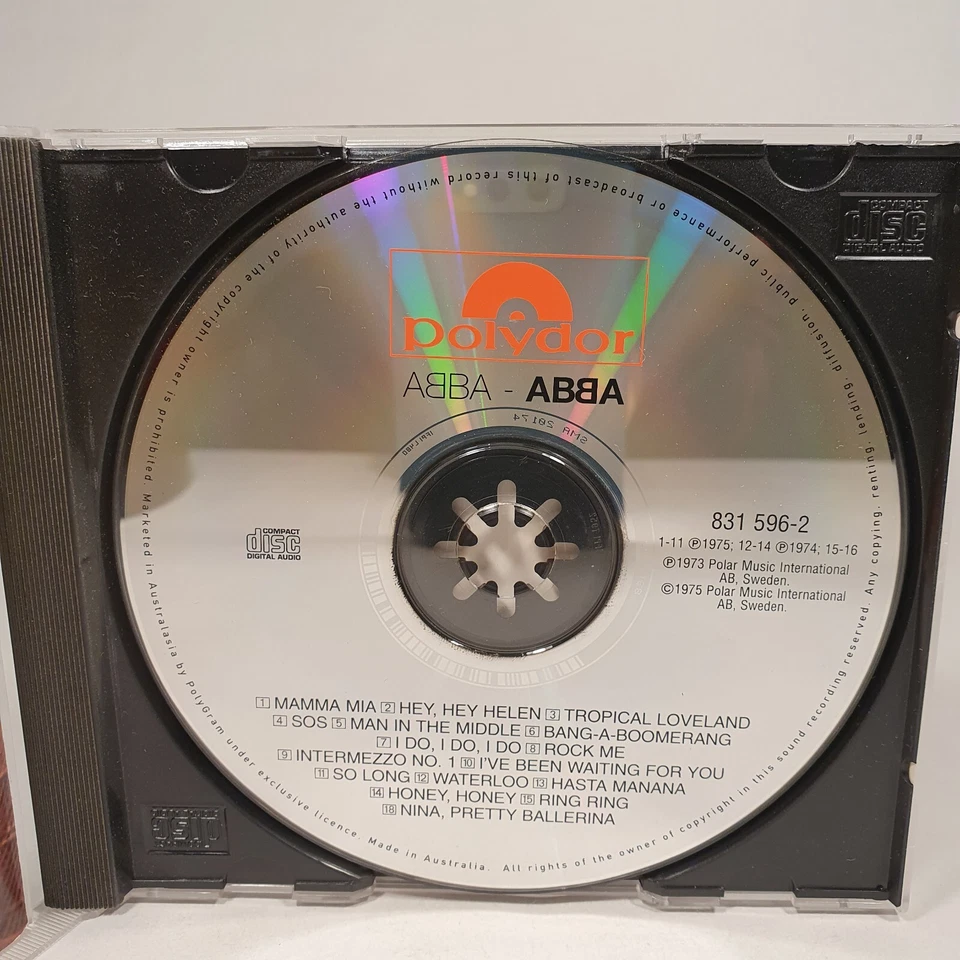 COMPACT
disc
DIGITAL AUDIO
polydor
ABBA - ABBA
SMA 20174
COMPACT
disc
DIGITAL AUDIO
831 596-2
1-11 ℗1975; 12-14 ℗1974; 15-16
℗1973 Polar Music International
AB, Sweden.
©1975 Polar Music International
AB, Sweden.
1 MAMMA MIA 2 HEY, HEY HELEN 3 TROPICAL LOVELAND
4 SOS 5 MAN IN THE MIDDLE 6 BANG-A-BOOMERANG
7 I DO, I DO, I DO 8 ROCK ME
9 INTERMEZZO NO. 1 10 I'VE BEEN WAITING FOR YOU
11 SO LONG 12 WATERLOO 13 HASTA MANANA
14 HONEY, HONEY 15 RING RING
16 NINA, PRETTY BALLERINA
Marketed in Australasia by PolyGram under exclusive licence. Made in Australia. All rights of the owner of copyright in this sound recording reserved. Any copying, renting, lending, diffusion, public performance or broadcast of this record without the authority of the copyright owner is prohibited.